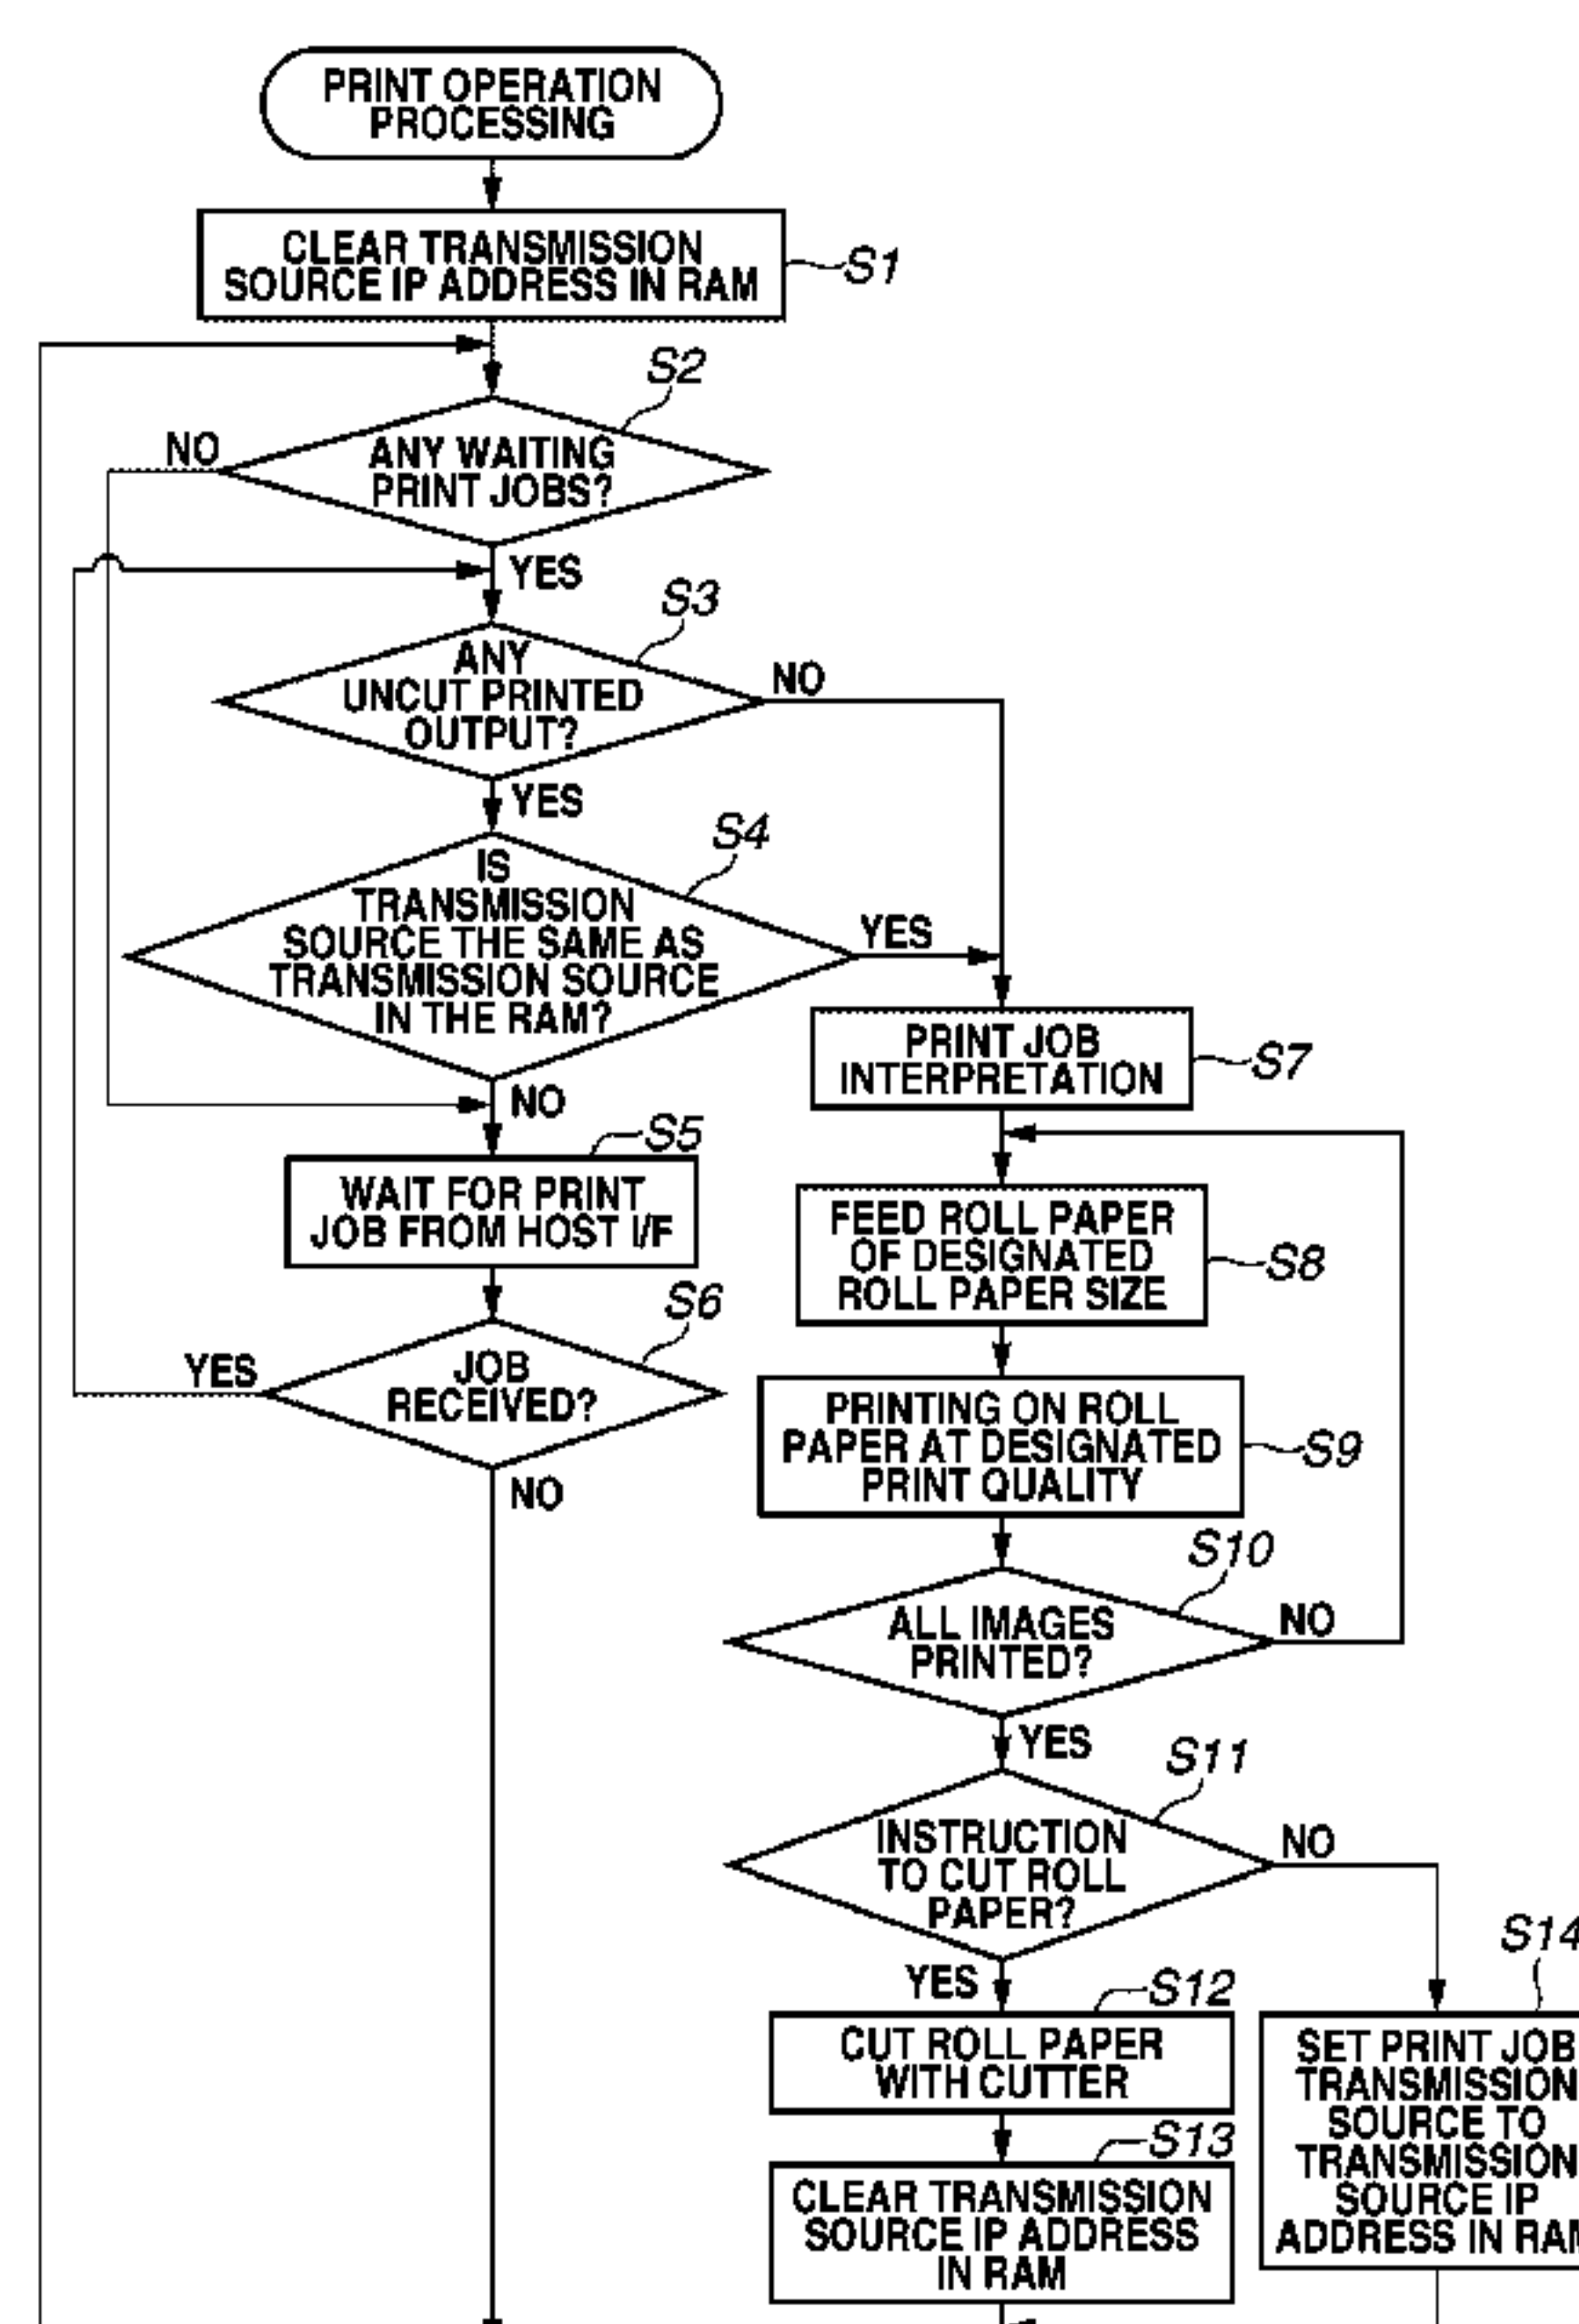 PRINT OPERATION
PROCESSING
CLEAR TRANSMISSION
SOURCE IP ADDRESS IN RAM
S1
S2
NO
ANY WAITING
PRINT JOBS?
YES
S3
ANY
UNCUT PRINTED
OUTPUT?
NO
YES
S4
IS
TRANSMISSION
SOURCE THE SAME AS
TRANSMISSION SOURCE
IN THE RAM?
YES
NO
PRINT JOB
INTERPRETATION
S7
S5
WAIT FOR PRINT
JOB FROM HOST I/F
FEED ROLL PAPER
OF DESIGNATED
ROLL PAPER SIZE
S8
S6
YES
JOB
RECEIVED?
NO
PRINTING ON ROLL
PAPER AT DESIGNATED
PRINT QUALITY
S9
S10
ALL IMAGES
PRINTED?
NO
YES
S11
INSTRUCTION
TO CUT ROLL
PAPER?
NO
YES
S12
CUT ROLL PAPER
WITH CUTTER
S13
CLEAR TRANSMISSION
SOURCE IP ADDRESS
IN RAM
S14
SET PRINT JOB
TRANSMISSION
SOURCE TO
TRANSMISSION
SOURCE IP
ADDRESS IN RAM